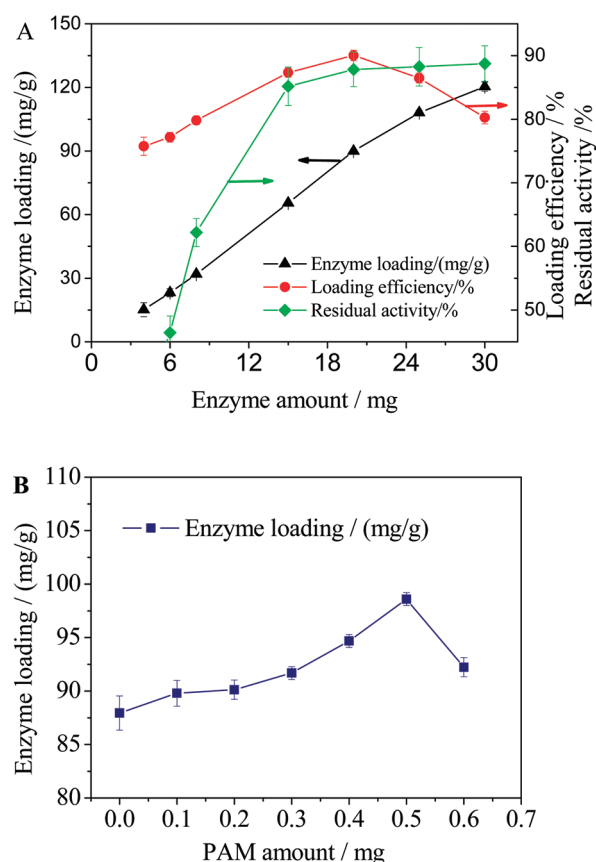 A
150
120
90
60
30
0
Enzyme loading /(mg/g)
90
80
70
60
50
Loading efficiency / %
Residual activity /%
Enzyme loading/(mg/g)
Loading efficiency/%
Residual activity/%
0 6 12 18 24 30
Enzyme amount / mg
B
110
105
100
95
90
85
80
Enzyme loading / (mg/g)
Enzyme loading / (mg/g)
0.0 0.1 0.2 0.3 0.4 0.5 0.6 0.7
PAM amount / mg